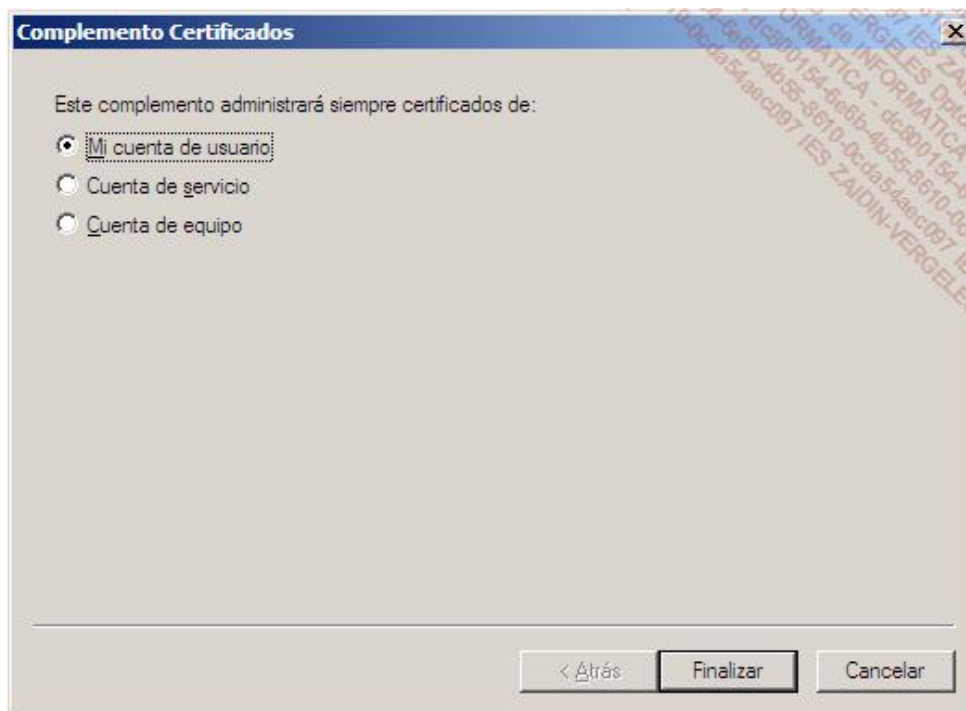 Complemento Certificados
Este complemento administrará siempre certificados de:
Mi cuenta de usuario
Cuenta de servicio
Cuenta de equipo
< Atrás
Finalizar
Cancelar